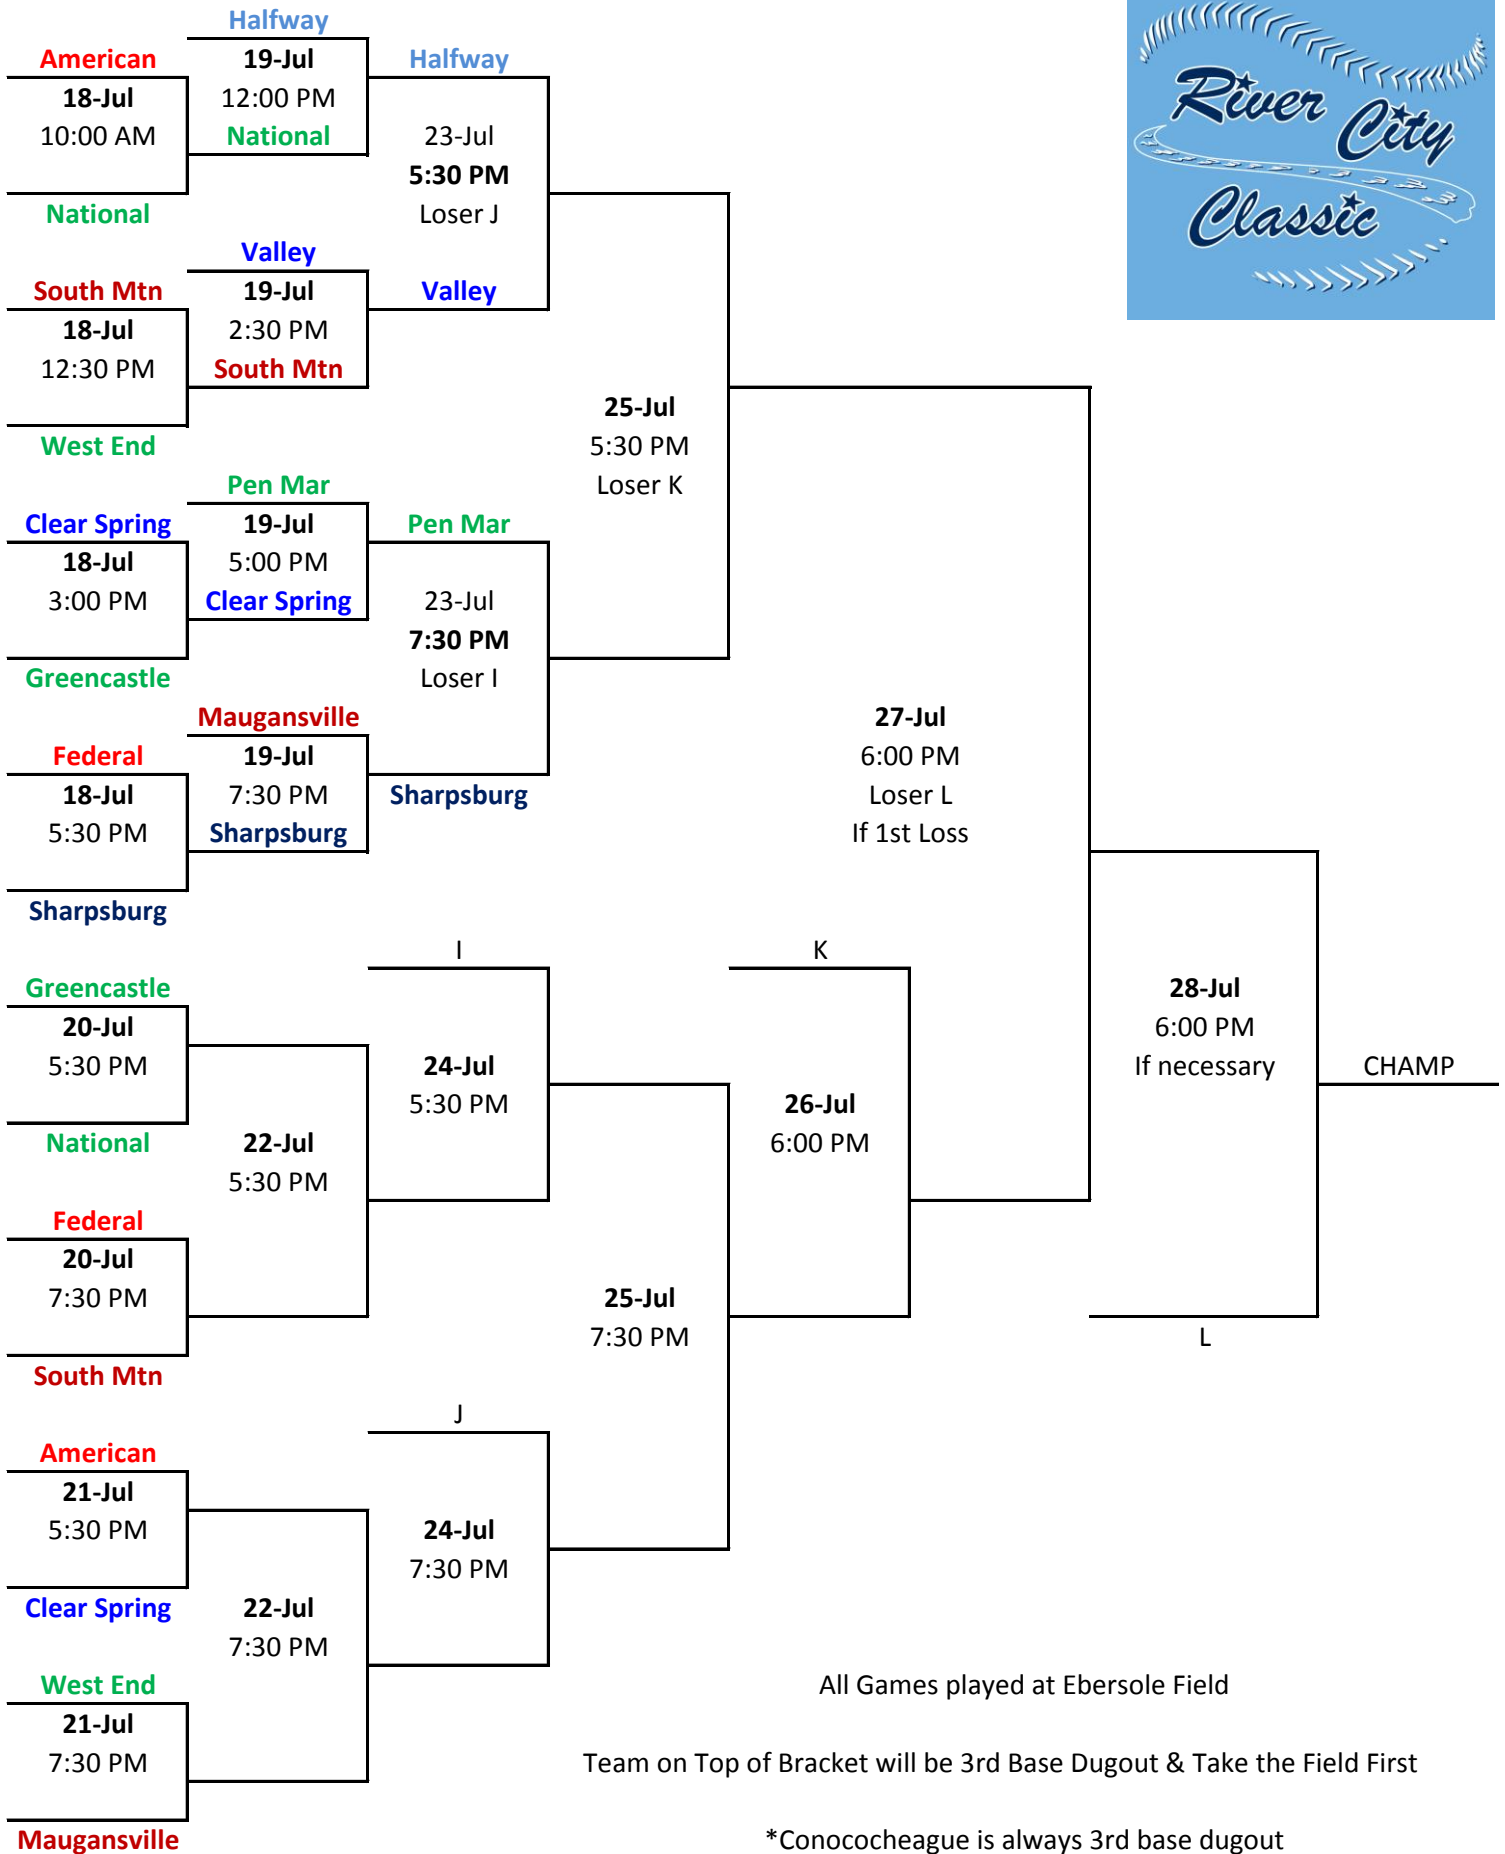 River City
Classic
Halfway
American
19-Jul
Halfway
18-Jul
12:00 PM
10:00 AM
National
23-Jul
5:30 PM
National
Loser J
Valley
South Mtn
19-Jul
Valley
18-Jul
2:30 PM
12:30 PM
South Mtn
25-Jul
West End
5:30 PM
Pen Mar
Loser K
Clear Spring
19-Jul
Pen Mar
18-Jul
5:00 PM
3:00 PM
Clear Spring
23-Jul
7:30 PM
Greencastle
Loser I
Maugansville
27-Jul
Federal
19-Jul
6:00 PM
18-Jul
7:30 PM
Sharpsburg
Loser L
5:30 PM
Sharpsburg
If 1st Loss
Sharpsburg
I
K
Greencastle
28-Jul
20-Jul
6:00 PM
5:30 PM
24-Jul
If necessary
CHAMP
5:30 PM
26-Jul
National
22-Jul
6:00 PM
5:30 PM
Federal
20-Jul
7:30 PM
25-Jul
7:30 PM
L
South Mtn
J
American
21-Jul
5:30 PM
24-Jul
7:30 PM
Clear Spring
22-Jul
7:30 PM
West End
All Games played at Ebersole Field
21-Jul
7:30 PM
Team on Top of Bracket will be 3rd Base Dugout & Take the Field First
Maugansville
*Conococheague is always 3rd base dugout